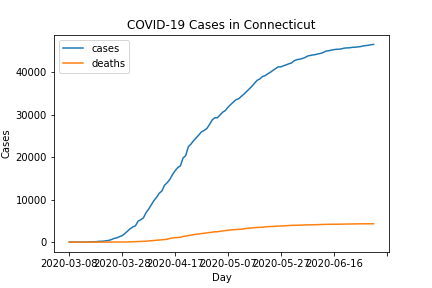 COVID-19 Cases in Connecticut
cases
deaths
Cases
40000
30000
20000
10000
0
2020-03-08 2020-03-28 2020-04-17 2020-05-07 2020-05-27 2020-06-16
Day